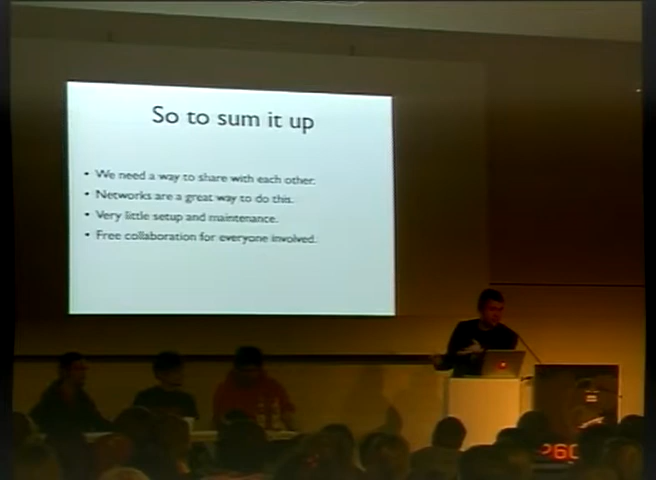 So to sum it up
• We need a way to share with each other.
• Networks are a great way to do this.
• Very little setup and maintenance.
• Free collaboration for everyone involved.
260